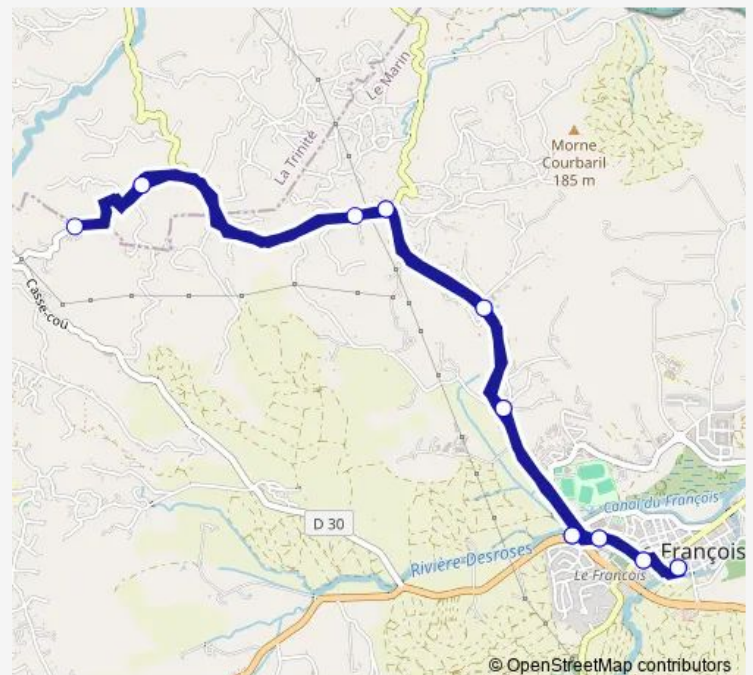 Le Marin
La Trinité
Morne
Courbaril
185 m
Casse-cou
D 30
Canal du François
Rivière Desroses
François
Le François
© OpenStreetMap contributors